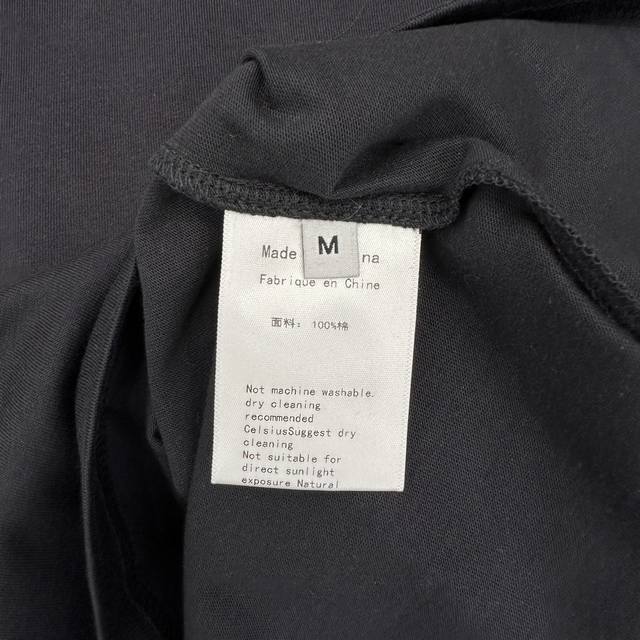 M
Made na
Fabrique en Chine
面料: 100%棉
Not machine washable.
dry cleaning
recommended
CelsiusSuggest dry
cleaning
Not suitable for
direct sunlight
exposure Natural